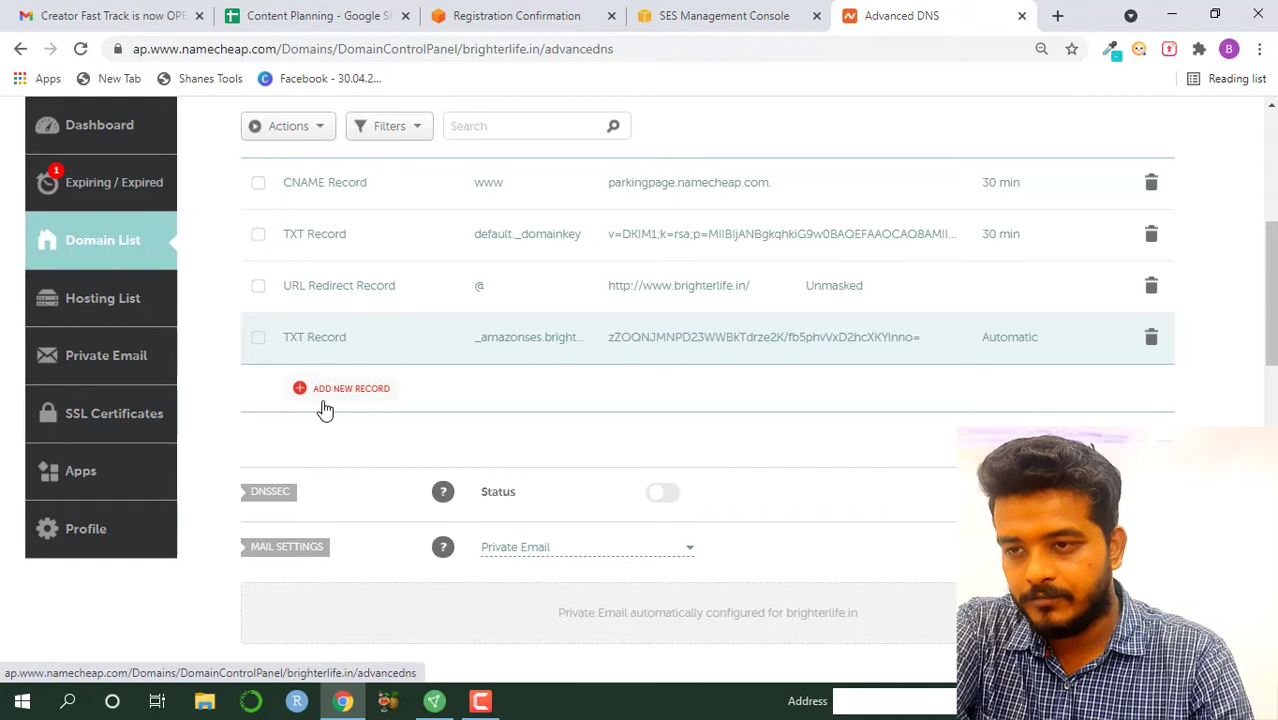 Creator Fast Track is now OPE
Content Planning - Google S
Registration Confirmation
SES Management Console
Advanced DNS
ap.www.namecheap.com/Domains/DomainControlPanel/brighterlife.in/advancedns
B
Apps
New Tab
Shanes Tools
Facebook - 30.04.2...
Reading list
Dashboard
1
Expiring / Expired
Domain List
Hosting List
Private Email
SSL Certificates
Apps
Profile
Actions
Filters
Search
CNAME Record www parkingpage.namecheap.com. 30 min
TXT Record default._domainkey v=DKIM1;k=rsa;p=MIIBIjANBgkqhkiG9w0BAQEFAAOCAQ8AMII... 30 min
URL Redirect Record @ http://www.brighterlife.in/ Unmasked
TXT Record _amazonses.bright... zZOQNJMNPD23WWBkTdrze2K/fb5phvVxD2hcXKYlnno= Automatic
ADD NEW RECORD
DNSSEC ? Status
MAIL SETTINGS ? Private Email
Private Email automatically configured for brighterlife.in
ap.www.namecheap.com/Domains/DomainControlPanel/brighterlife.in/advancedns
R
Address